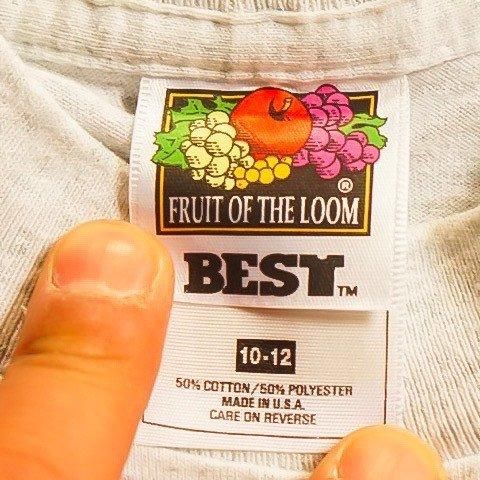 ®
FRUIT OF THE LOOM
BEST™
10-12
50% COTTON/50% POLYESTER
MADE IN U.S.A.
CARE ON REVERSE